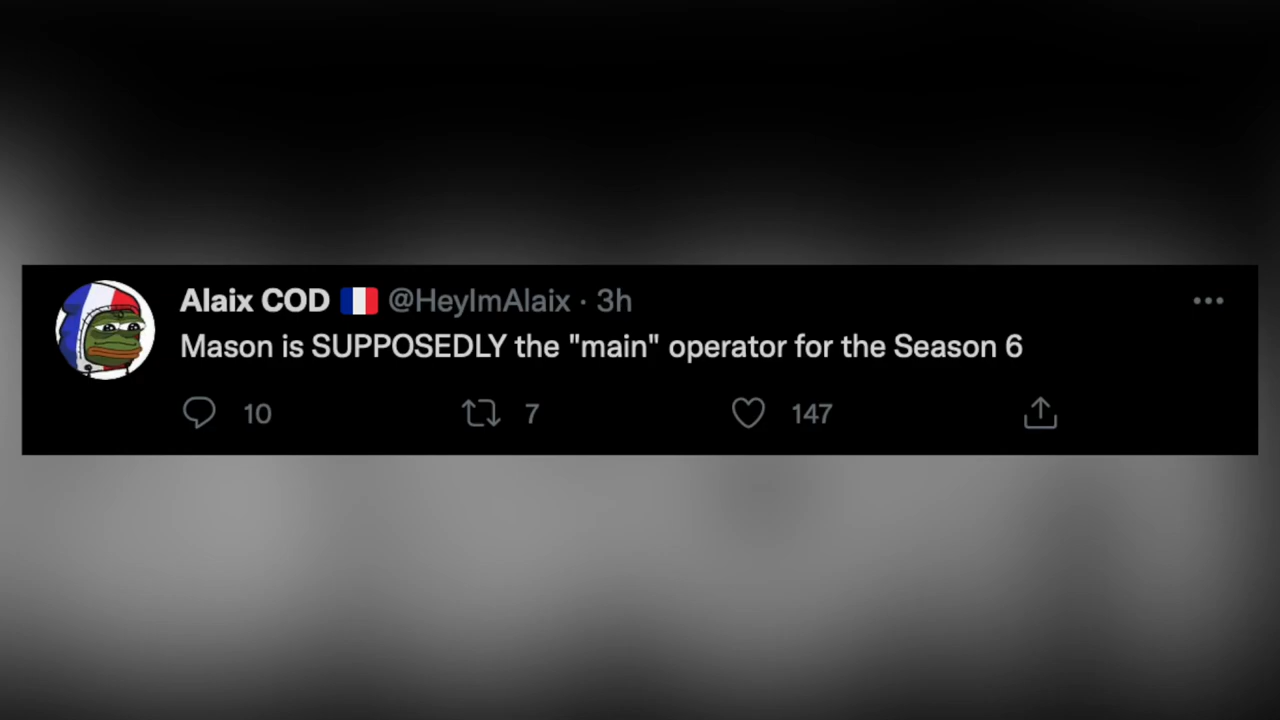 Alaix COD 🇫🇷 @HeyImAlaix · 3h
Mason is SUPPOSEDLY the "main" operator for the Season 6
10 7 147